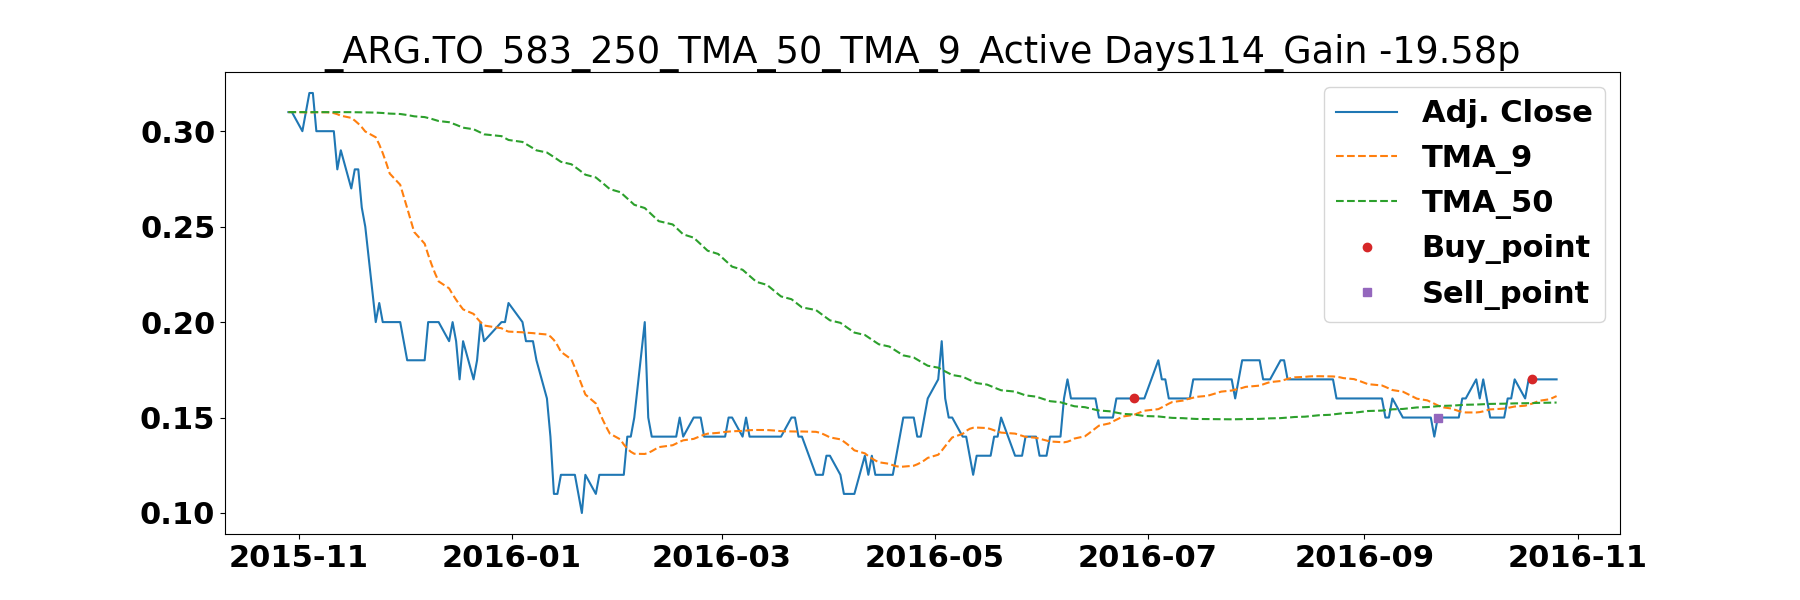 _ARG.TO_583_250_TMA_50_TMA_9_Active Days114_Gain -19.58p
Adj. Close
TMA_9
TMA_50
Buy_point
Sell_point
0.30
0.25
0.20
0.15
0.10
2015-11 2016-01 2016-03 2016-05 2016-07 2016-09 2016-11